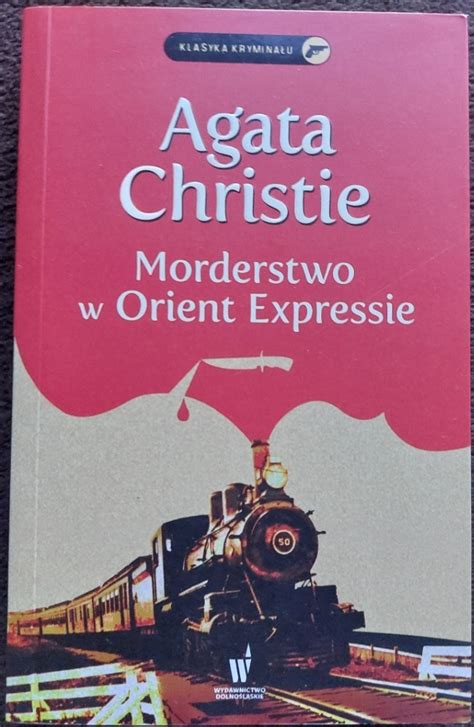 KLASYKA KRYMINAŁU
Agata
Christie
Morderstwo
w Orient Expressie
50
W
WYDAWNICTWO
DOLNOŚLĄSKIE